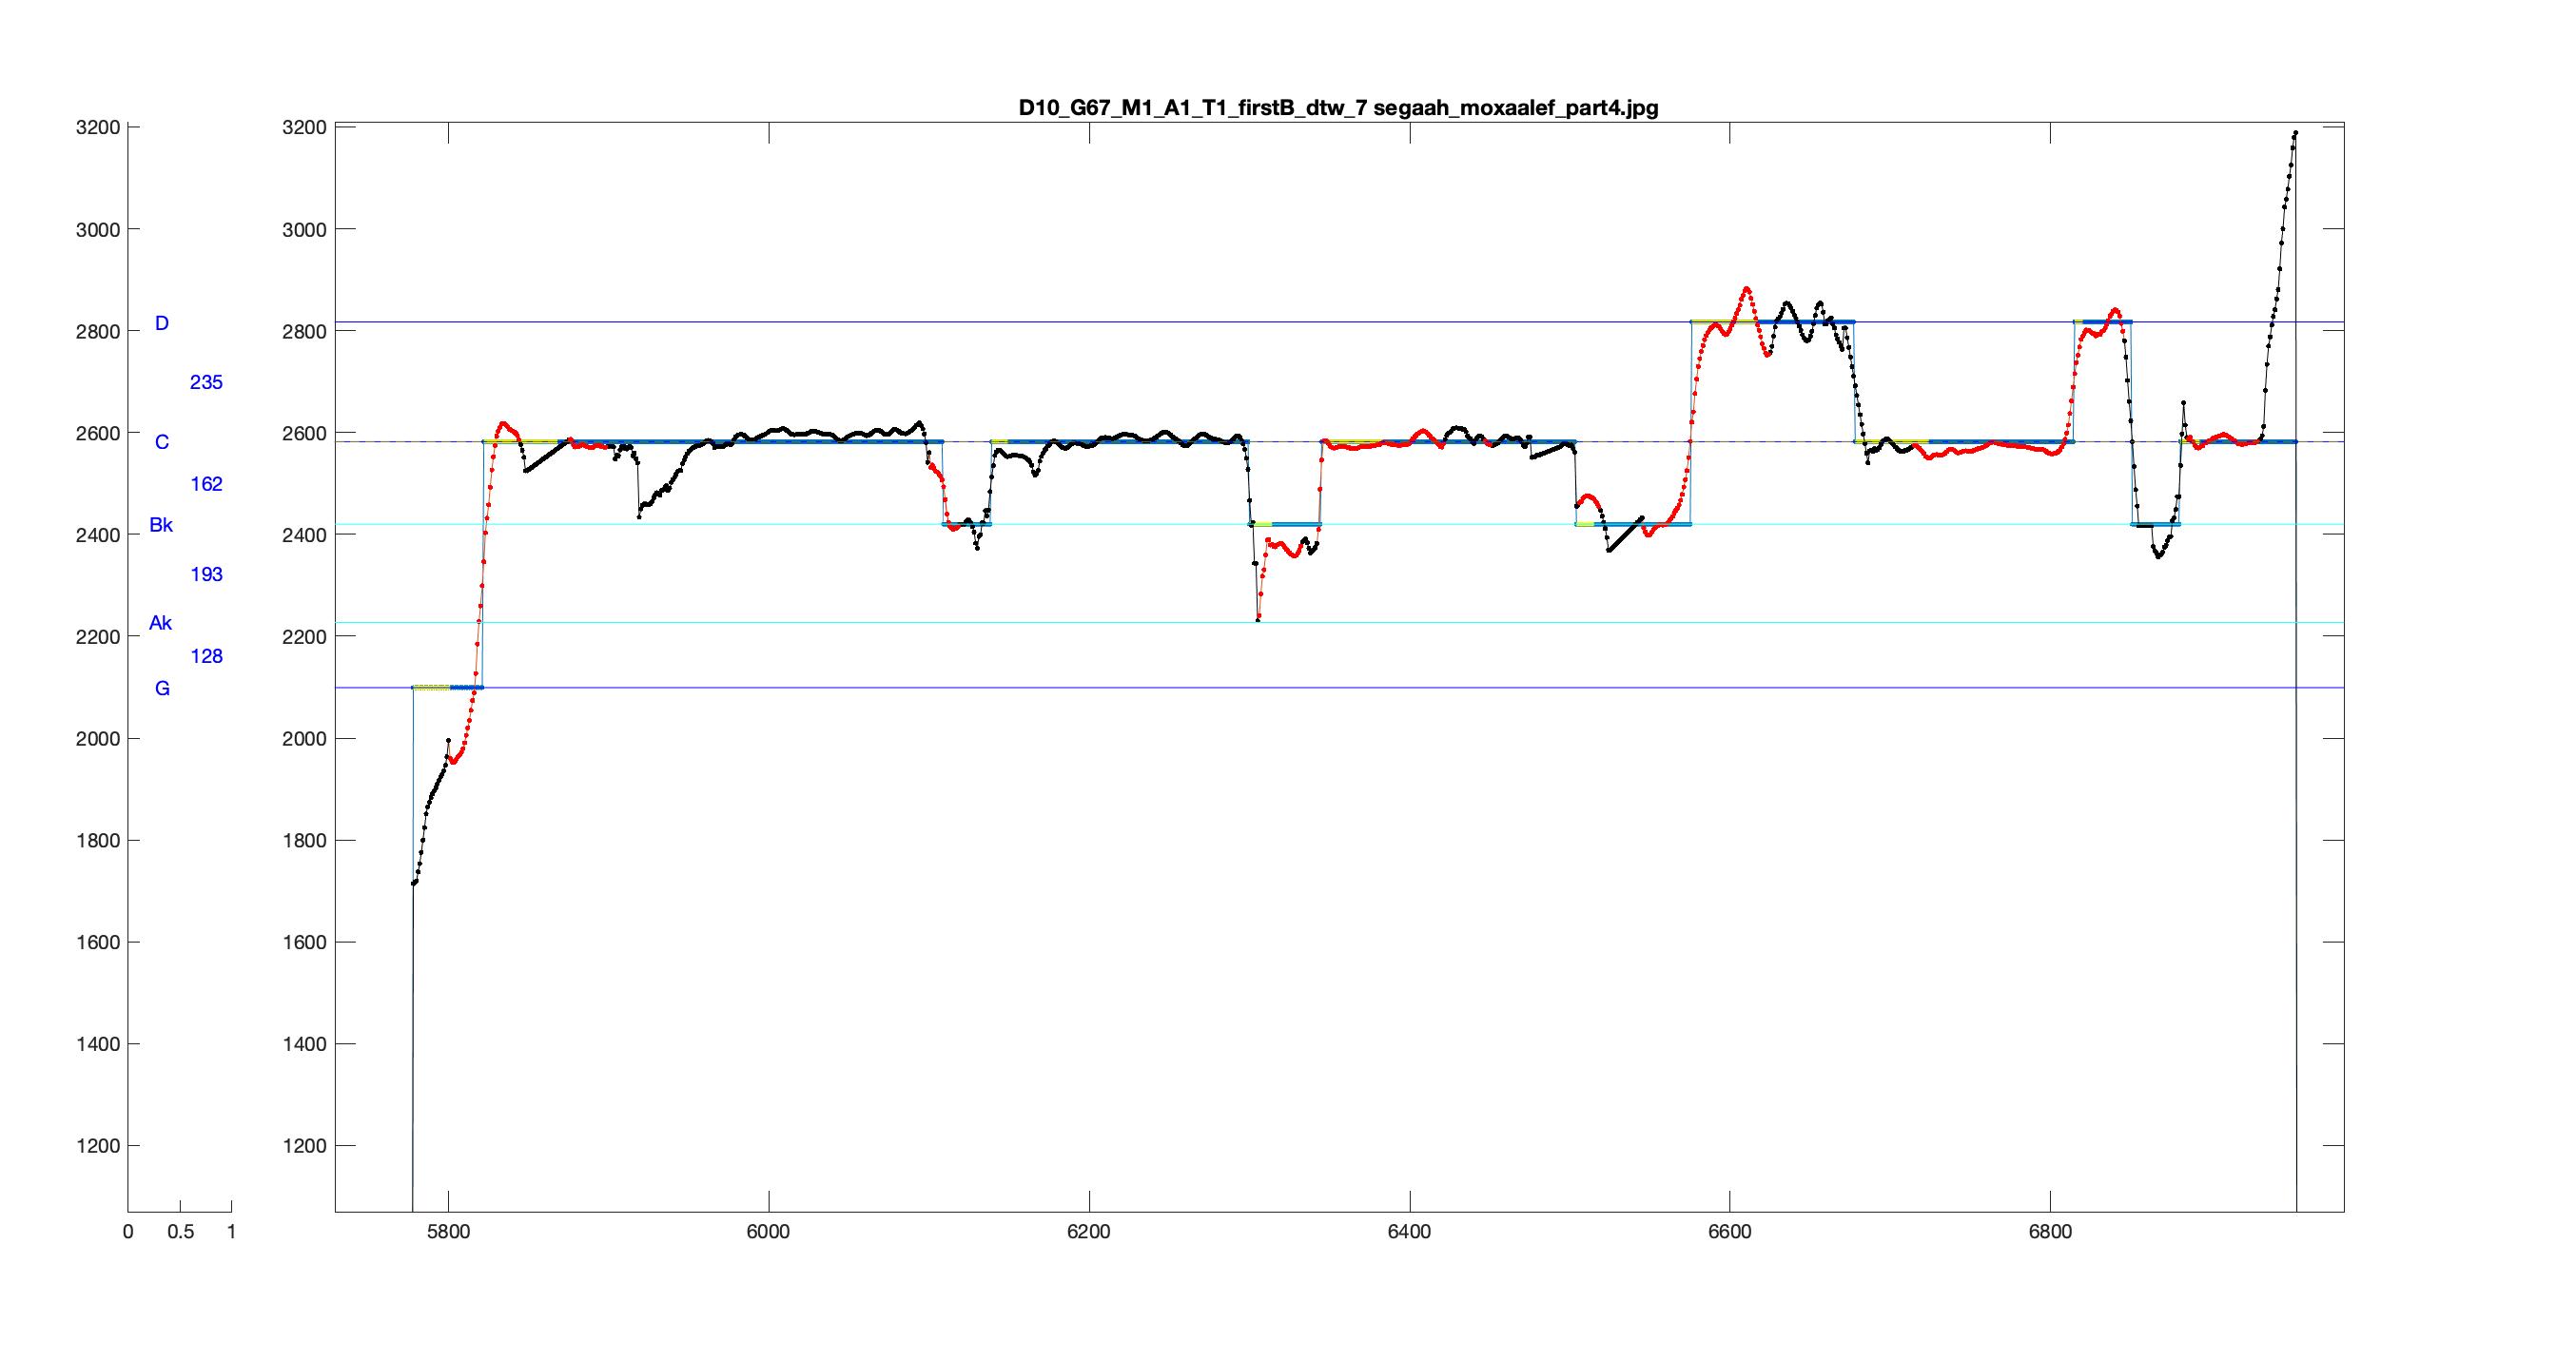 D10_G67_M1_A1_T1_firstB_dtw_7 segaah_moxaalef_part4.jpg
3200 3200
3000 3000
D
2800 2800
235
2600 C 2600
162
Bk
2400 2400
193
Ak
2200 2200
128
G
2000 2000
1800 1800
1600 1600
1400 1400
1200 1200
0 0.5 1 5800 6000 6200 6400 6600 6800